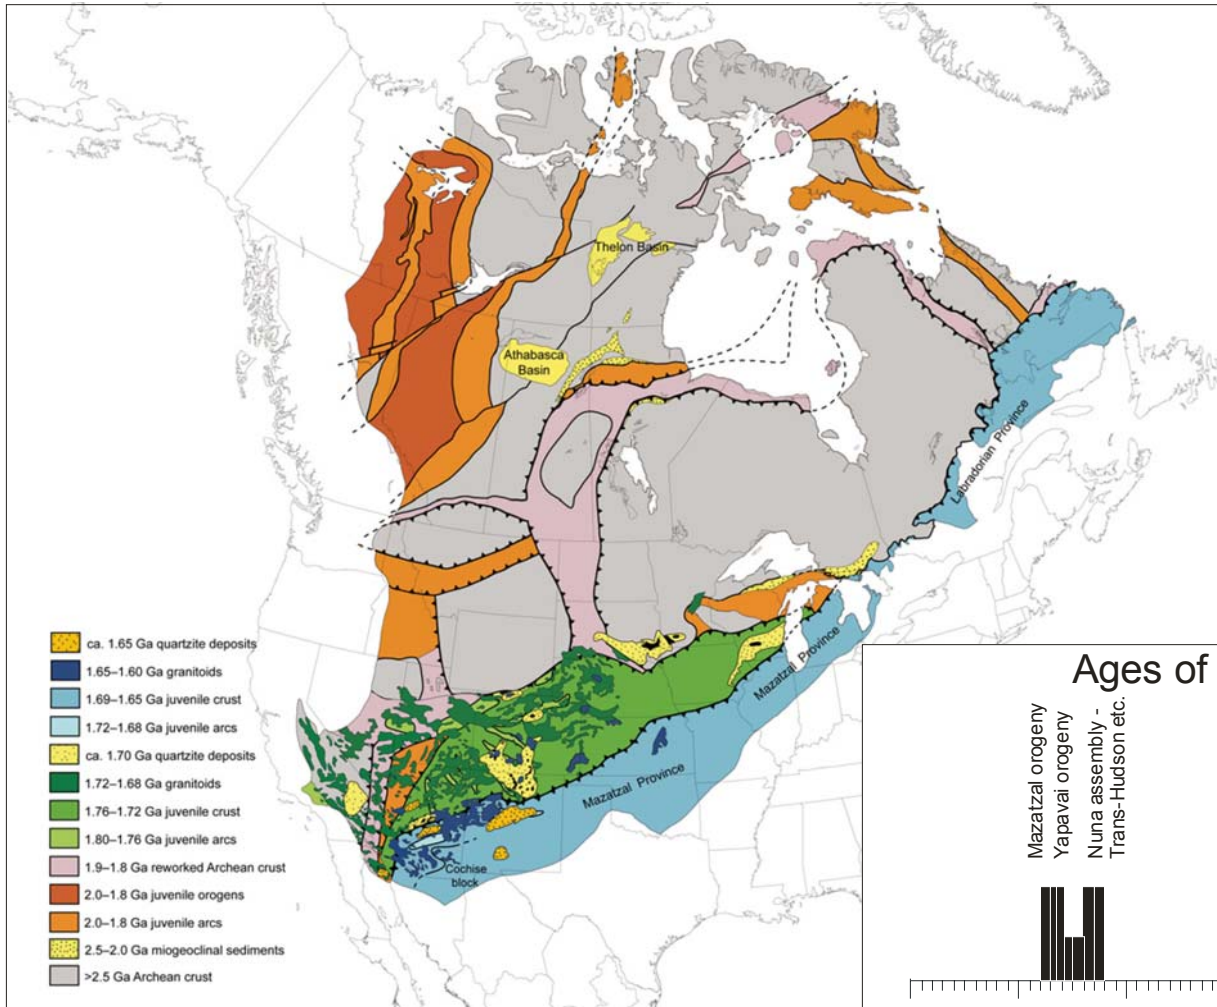 Thelon Basin
Athabasca
Basin
Labradorian Province
Mazatzal Province
Mazatzal Province
Cochise
block
ca. 1.65 Ga quartzite deposits
1.65–1.60 Ga granitoids
1.69–1.65 Ga juvenile crust
1.72–1.68 Ga juvenile arcs
ca. 1.70 Ga quartzite deposits
1.72–1.68 Ga granitoids
1.76–1.72 Ga juvenile crust
1.80–1.76 Ga juvenile arcs
1.9–1.8 Ga reworked Archean crust
2.0–1.8 Ga juvenile orogens
2.0–1.8 Ga juvenile arcs
2.5–2.0 Ga miogeoclinal sediments
>2.5 Ga Archean crust
Ages of
Mazatzal orogeny
Yapavai orogeny
Nuna assembly -
Trans-Hudson etc.